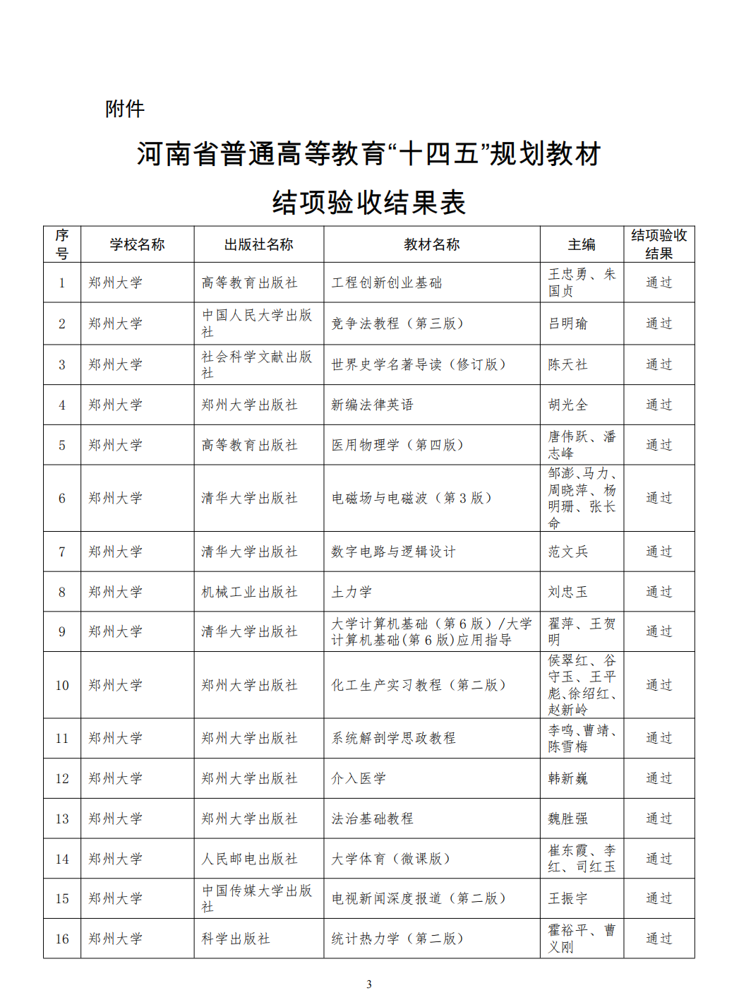 附件
河南省普通高等教育“十四五”规划教材
结项验收结果表
序号 学校名称 出版社名称 教材名称 主编 结项验收结果
1 郑州大学 高等教育出版社 工程创新创业基础 王忠勇、朱国贞 通过
2 郑州大学 中国人民大学出版社 竞争法教程（第三版） 吕明瑜 通过
3 郑州大学 社会科学文献出版社 世界史学名著导读（修订版） 陈天社 通过
4 郑州大学 郑州大学出版社 新编法律英语 胡光全 通过
5 郑州大学 高等教育出版社 医用物理学（第四版） 唐伟跃、潘志峰 通过
6 郑州大学 清华大学出版社 电磁场与电磁波（第 3 版） 邹澎、马力、周晓萍、杨明珊、张长命 通过
7 郑州大学 清华大学出版社 数字电路与逻辑设计 范文兵 通过
8 郑州大学 机械工业出版社 土力学 刘忠玉 通过
9 郑州大学 清华大学出版社 大学计算机基础（第 6 版）/大学计算机基础(第 6 版)应用指导 翟萍、王贺明 通过
10 郑州大学 郑州大学出版社 化工生产实习教程（第二版） 侯翠红、谷守玉、王平彪、徐绍红、赵新岭 通过
11 郑州大学 郑州大学出版社 系统解剖学思政教程 李鸣、曹靖、陈雪梅 通过
12 郑州大学 郑州大学出版社 介入医学 韩新巍 通过
13 郑州大学 郑州大学出版社 法治基础教程 魏胜强 通过
14 郑州大学 人民邮电出版社 大学体育（微课版） 崔东霞、李红、司红玉 通过
15 郑州大学 中国传媒大学出版社 电视新闻深度报道（第二版） 王振宇 通过
16 郑州大学 科学出版社 统计热力学（第二版） 霍裕平、曹义刚 通过
3